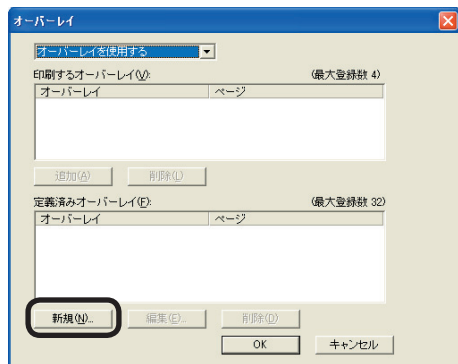 オーバーレイ
オーバーレイを使用する
印刷するオーバーレイ(V): (最大登録数 4)
オーバーレイ ページ
追加(A) 削除(L)
定義済みオーバーレイ(F): (最大登録数 32)
オーバーレイ ページ
新規(N)... 編集(E)... 削除(D)
OK キャンセル